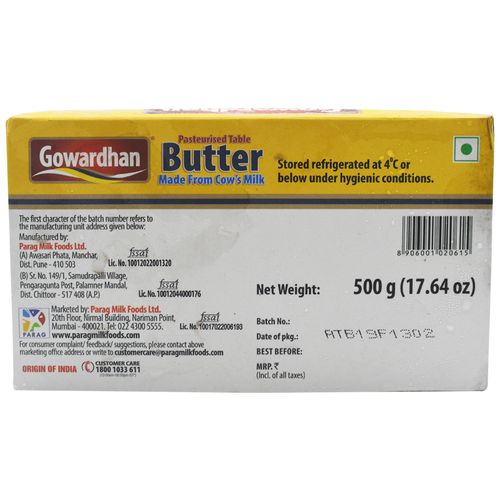 Gowardhan
Pasteurised Table
Butter
Made From Cow's Milk
Stored refrigerated at 4°C or
below under hygienic conditions.
The first character of the batch number refers to
the manufacturing unit address given below:
Manufactured by:
Parag Milk Foods Ltd.
(A) Awasari Phata, Manchar,
Dist, Pune - 410 503
fssai
Lic. No. 10012022001320
(B) Sr. No. 149/1, Samudrapalli Village,
Pengaragunta Post, Palamner Mandal,
Dist. Chittoor - 517 408 (A.P.)
fssai
Lic. No. 10012044000176
PARAG
Marketed by: Parag Milk Foods Ltd.
20th Floor, Nirmal Building, Nariman Point,
Mumbai - 400021. Tel: 022 4300 5555.
www.paragmilkfoods.com
fssai
Lic. No. 10017022006193
For consumer complaint/ feedback/ suggestions, please contact above
marketing office address or write to customercare@paragmilkfoods.com
ORIGIN OF INDIA
CUSTOMER CARE
1800 1033 611
8 906001 020615
Net Weight: 500 g (17.64 oz)
Batch No.:
Date of pkg.:
ATB19F1302
BEST BEFORE:
MRP. ₹
(Incl. of all taxes)